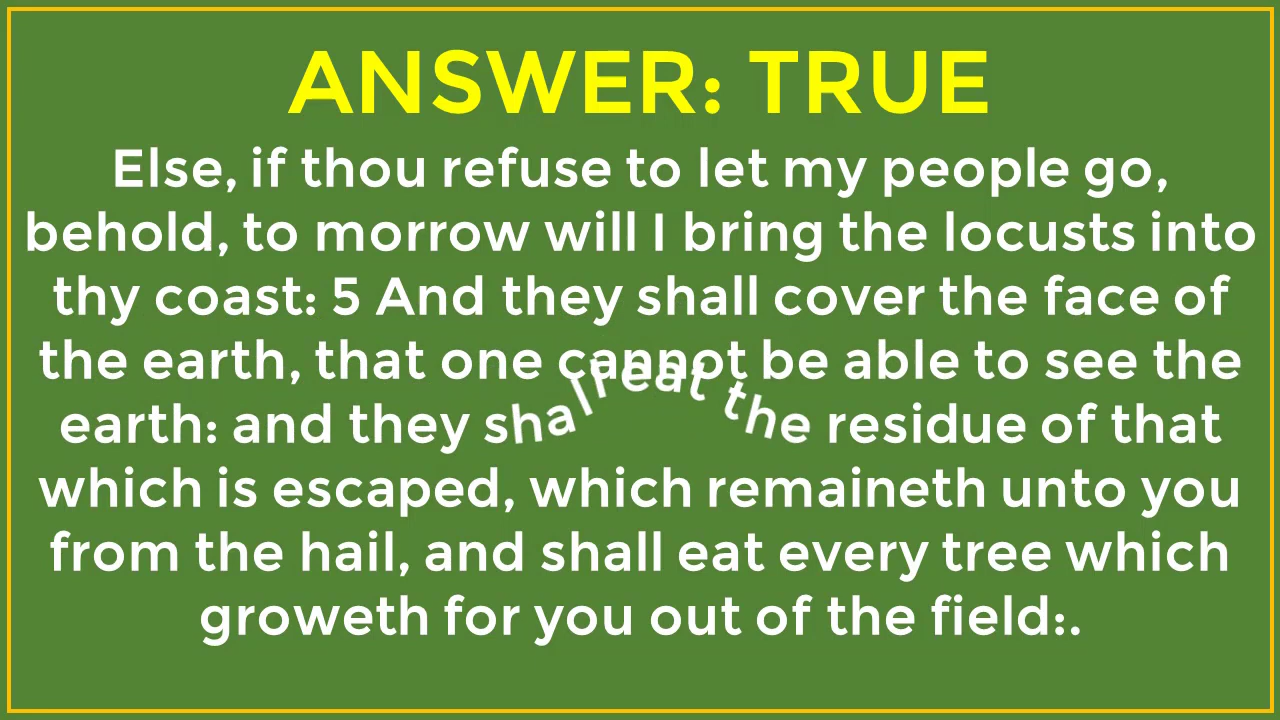 ANSWER: TRUE
Else, if thou refuse to let my people go,
behold, to morrow will I bring the locusts into
thy coast: 5 And they shall cover the face of
the earth, that one cannot be able to see the
earth: and they shall eat the residue of that
which is escaped, which remaineth unto you
from the hail, and shall eat every tree which
groweth for you out of the field:.